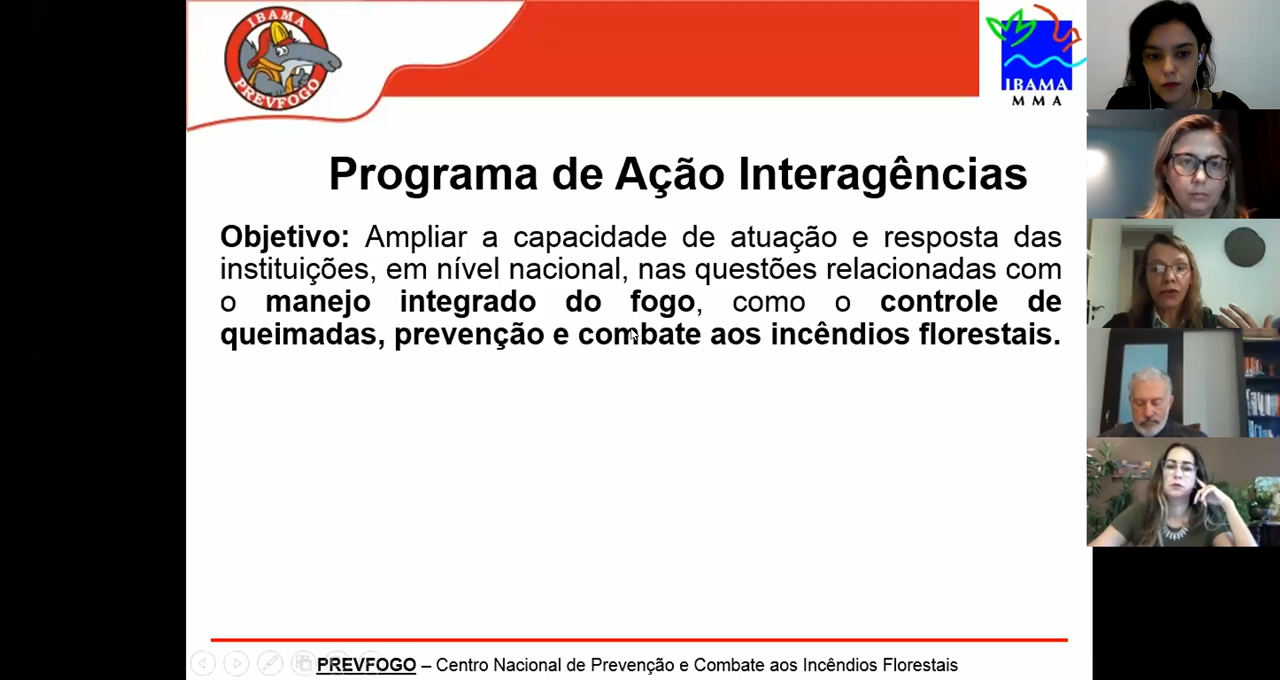 IBAMA
PREVFOGO
IBAMA
MMA
Programa de Ação Interagências
Objetivo: Ampliar a capacidade de atuação e resposta das
instituições, em nível nacional, nas questões relacionadas com
o manejo integrado do fogo, como o controle de
queimadas, prevenção e combate aos incêndios florestais.
PREVFOGO – Centro Nacional de Prevenção e Combate aos Incêndios Florestais